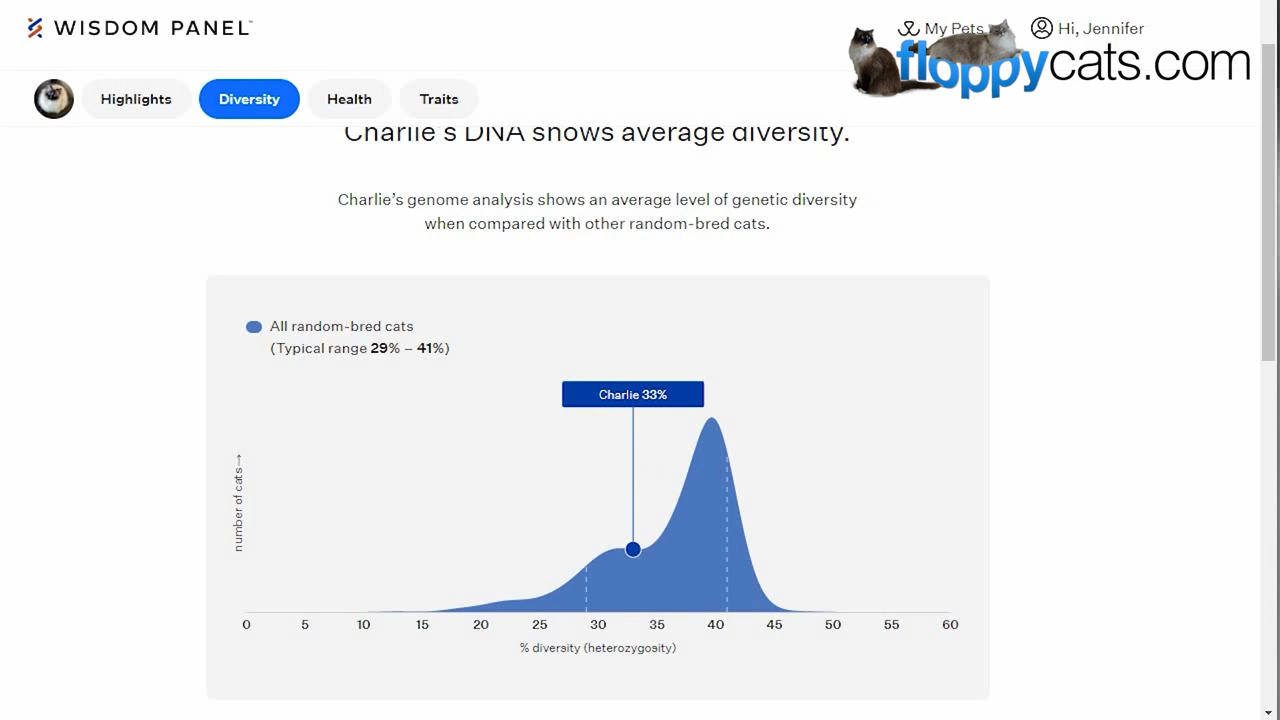 WISDOM PANEL™
My Pets
Hi, Jennifer
floppycats.com
Highlights
Diversity
Health
Traits
Charlie's DNA shows average diversity.
Charlie’s genome analysis shows an average level of genetic diversity
when compared with other random-bred cats.
All random-bred cats
(Typical range 29% – 41%)
Charlie 33%
number of cats→
0 5 10 15 20 25 30 35 40 45 50 55 60
% diversity (heterozygosity)